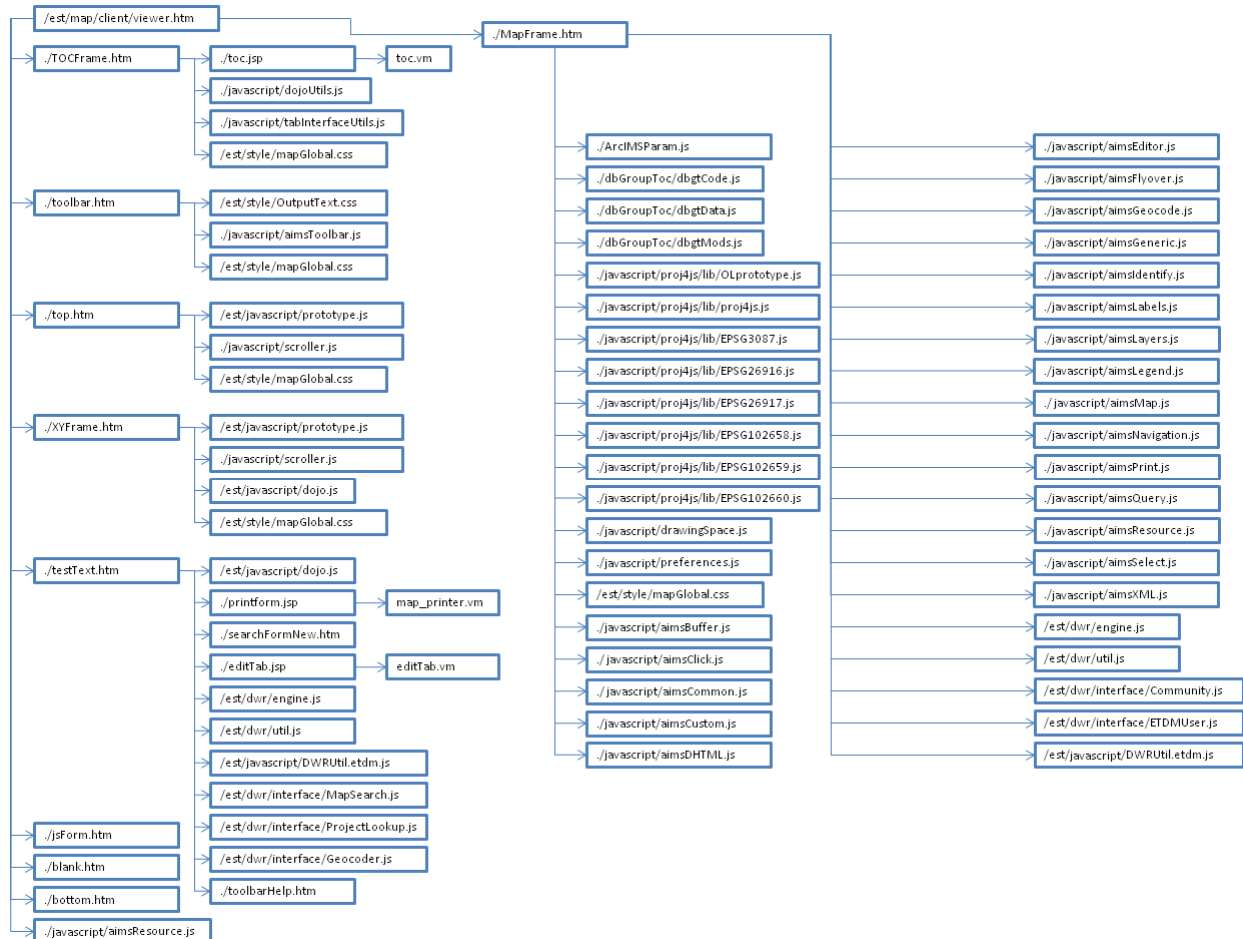 /est/map/client/viewer.htm
./TOCFrame.htm
./toc.jsp
toc.vm
./javascript/dojoUtils.js
./javascript/tabInterfaceUtils.js
/est/style/mapGlobal.css
./toolbar.htm
/est/style/OutputText.css
./javascript/aimsToolbar.js
/est/style/mapGlobal.css
./top.htm
/est/javascript/prototype.js
./javascript/scroller.js
/est/style/mapGlobal.css
./XYFrame.htm
/est/javascript/prototype.js
./javascript/scroller.js
/est/javascript/dojo.js
/est/style/mapGlobal.css
./testText.htm
/est/javascript/dojo.js
./printform.jsp
map_printer.vm
./searchFormNew.htm
./editTab.jsp
editTab.vm
/est/dwr/engine.js
/est/dwr/util.js
/est/javascript/DWRUtil.etdm.js
/est/dwr/interface/MapSearch.js
/est/dwr/interface/ProjectLookup.js
/est/dwr/interface/Geocoder.js
./toolbarHelp.htm
./jsForm.htm
./blank.htm
./bottom.htm
./javascript/aimsResource.js
./MapFrame.htm
./ArcIMSParam.js
./dbGroupToc/dbgtCode.js
./dbGroupToc/dbgtData.js
./dbGroupToc/dbgtMods.js
./javascript/proj4js/lib/OLprototype.js
./javascript/proj4js/lib/proj4js.js
./javascript/proj4js/lib/EPSG3087.js
./javascript/proj4js/lib/EPSG26916.js
./javascript/proj4js/lib/EPSG26917.js
./javascript/proj4js/lib/EPSG102658.js
./javascript/proj4js/lib/EPSG102659.js
./javascript/proj4js/lib/EPSG102660.js
./javascript/drawingSpace.js
./javascript/preferences.js
/est/style/mapGlobal.css
./javascript/aimsBuffer.js
./javascript/aimsClick.js
./javascript/aimsCommon.js
./javascript/aimsCustom.js
./javascript/aimsDHTML.js
./javascript/aimsEditor.js
./javascript/aimsFlyover.js
./javascript/aimsGeocode.js
./javascript/aimsGeneric.js
./javascript/aimsIdentify.js
./javascript/aimsLabels.js
./javascript/aimsLayers.js
./javascript/aimsLegend.js
./javascript/aimsMap.js
./javascript/aimsNavigation.js
./javascript/aimsPrint.js
./javascript/aimsQuery.js
./javascript/aimsResource.js
./javascript/aimsSelect.js
./javascript/aimsXML.js
/est/dwr/engine.js
/est/dwr/util.js
/est/dwr/interface/Community.js
/est/dwr/interface/ETDMUser.js
/est/javascript/DWRUtil.etdm.js